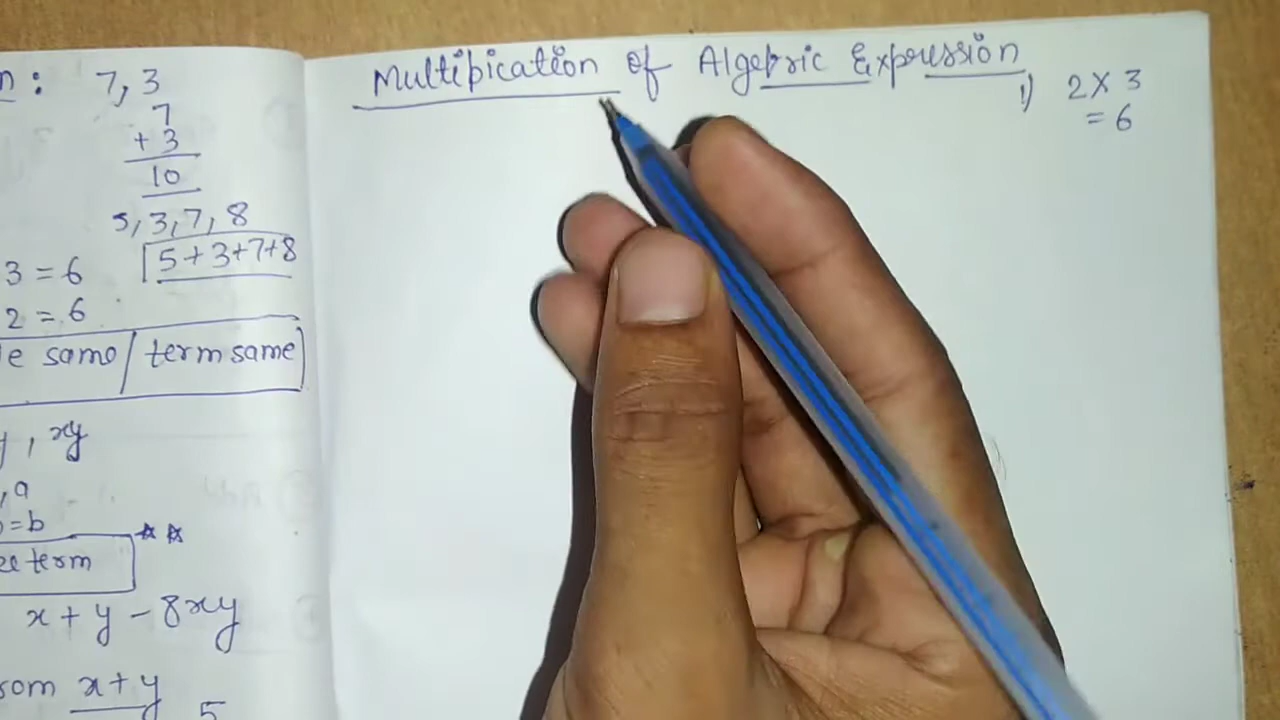 n : 7, 3
7
+ 3
10
5, 3, 7, 8
5+3+7+8
3 = 6
2 = 6
e same / term same
, xy
, a
=b
term
x + y - 8xy
x+y
5
Multipication of Algebric Expression
1) 2 X 3
= 6